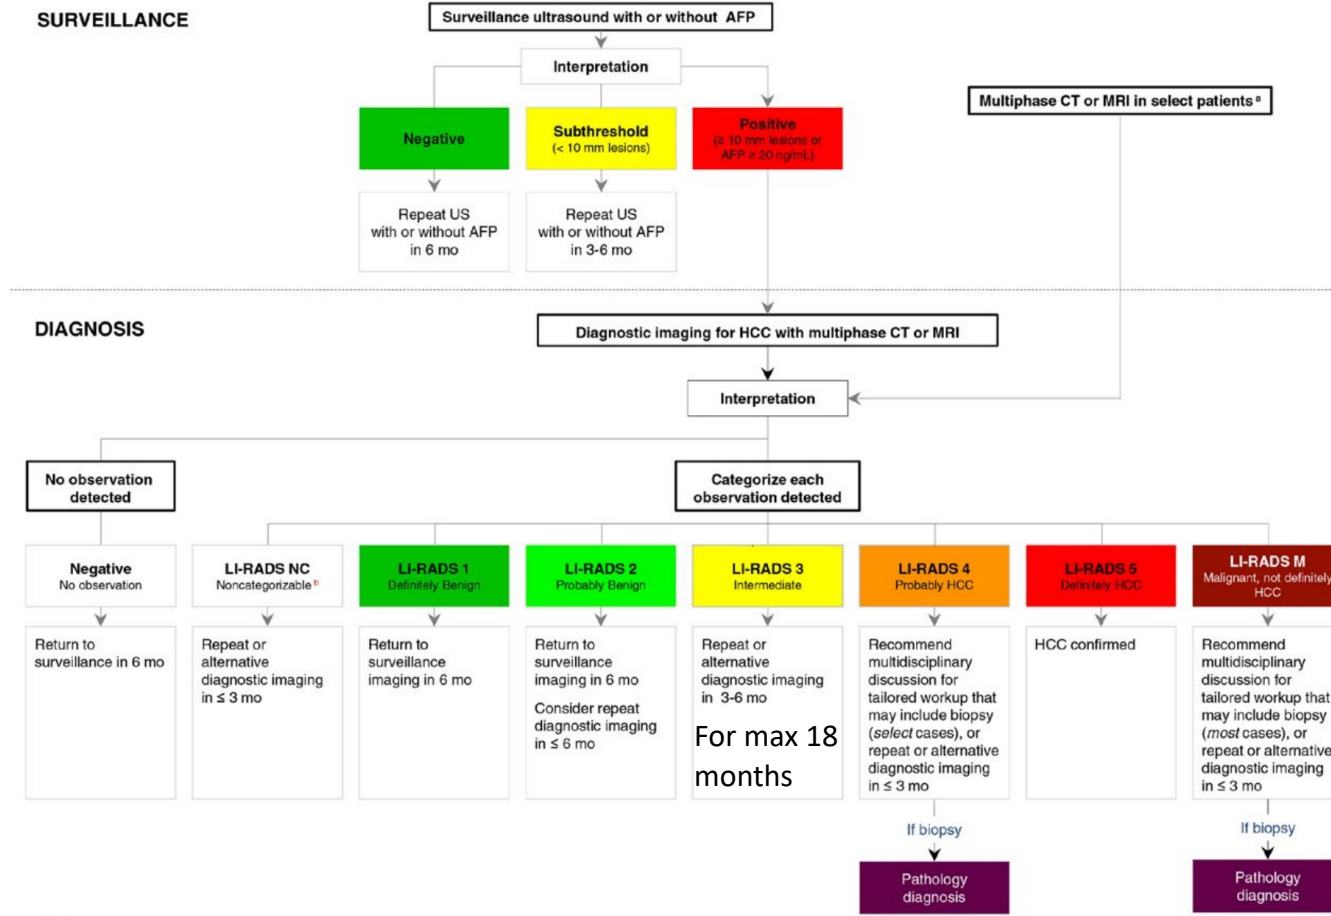 SURVEILLANCE
Surveillance ultrasound with or without AFP
Interpretation
Multiphase CT or MRI in select patients a
Negative
Subthreshold
(< 10 mm lesions)
Positive
(≥ 10 mm lesions or
AFP ≥ 20 ng/mL)
Repeat US
with or without AFP
in 6 mo
Repeat US
with or without AFP
in 3-6 mo
DIAGNOSIS
Diagnostic imaging for HCC with multiphase CT or MRI
Interpretation
No observation
detected
Categorize each
observation detected
Negative
No observation
LI-RADS NC
Noncategorizable b
LI-RADS 1
Definitely Benign
LI-RADS 2
Probably Benign
LI-RADS 3
Intermediate
LI-RADS 4
Probably HCC
LI-RADS 5
Definitely HCC
LI-RADS M
Malignant, not definitely
HCC
Return to
surveillance in 6 mo
Repeat or
alternative
diagnostic imaging
in ≤ 3 mo
Return to
surveillance
imaging in 6 mo
Return to
surveillance
imaging in 6 mo
Consider repeat
diagnostic imaging
in ≤ 6 mo
Repeat or
alternative
diagnostic imaging
in 3-6 mo
For max 18
months
Recommend
multidisciplinary
discussion for
tailored workup that
may include biopsy
(select cases), or
repeat or alternative
diagnostic imaging
in ≤ 3 mo
HCC confirmed
Recommend
multidisciplinary
discussion for
tailored workup that
may include biopsy
(most cases), or
repeat or alternative
diagnostic imaging
in ≤ 3 mo
If biopsy
If biopsy
Pathology
diagnosis
Pathology
diagnosis